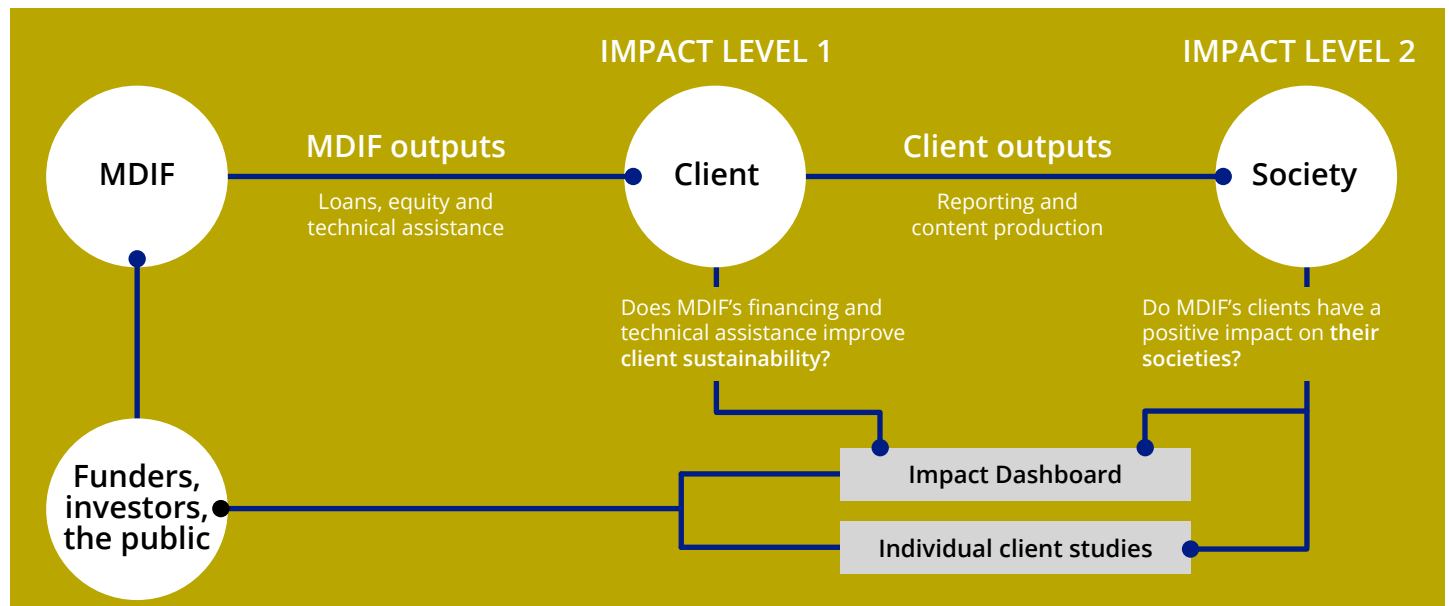 IMPACT LEVEL 1
IMPACT LEVEL 2
MDIF
MDIF outputs
Loans, equity and
technical assistance
Client
Client outputs
Reporting and
content production
Society
Does MDIF’s financing and
technical assistance improve
client sustainability?
Do MDIF’s clients have a
positive impact on their
societies?
Funders,
investors,
the public
Impact Dashboard
Individual client studies